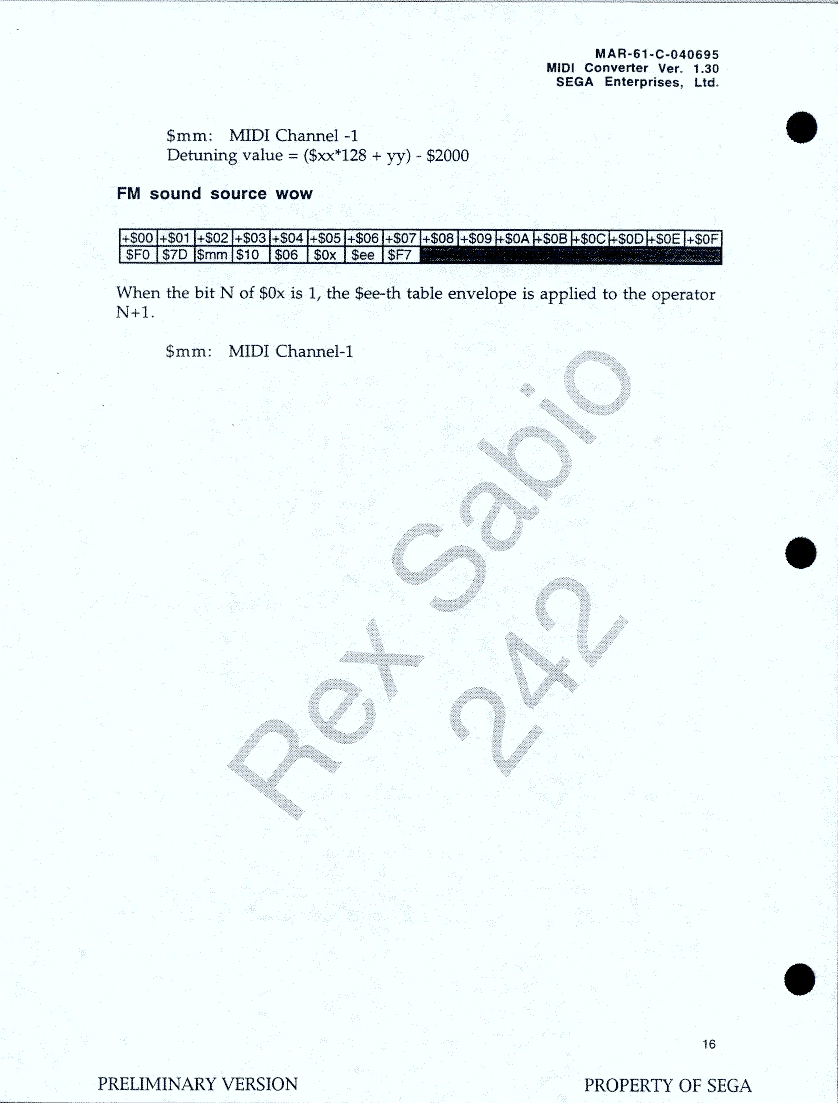 MAR-61-C-040695
MIDI Converter Ver. 1.30
SEGA Enterprises, Ltd.
$mm: MIDI Channel -1
Detuning value = ($xx*128 + yy) - $2000
FM sound source wow
+$00 +$01 +$02 +$03 +$04 +$05 +$06 +$07 +$08 +$09 +$0A +$0B +$0C +$0D +$0E +$0F
$F0 $7D $mm $10 $06 $0x $ee $F7
When the bit N of $0x is 1, the $ee-th table envelope is applied to the operator
N+1.
$mm: MIDI Channel-1
Rex Sabio
242
16
PRELIMINARY VERSION PROPERTY OF SEGA